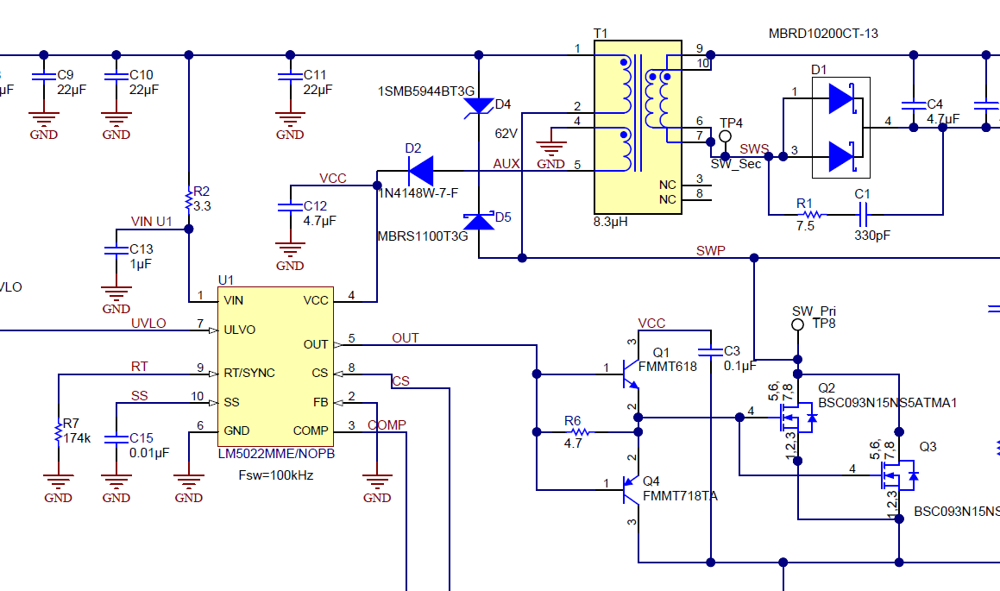 T1
MBRD10200CT-13
1
9
10
D1
C9
22µF
C10
22µF
C11
22µF
1SMB5944BT3G
D4
62V
2
4
6
7
TP4
1
C4
4.7µF
4
GND
GND
GND
GND
D2
AUX
5
SWS
3
SW_Sec
VCC
1N4148W-7-F
NC
3
NC
8
R2
3.3
C12
4.7µF
D5
MBRS1100T3G
8.3µH
R1
7.5
C1
330pF
VIN U1
C13
1µF
GND
SWP
U1
VLO
GND
1
VIN
VCC
4
SW_Pri
TP8
UVLO
7
ULVO
VCC
OUT
5
OUT
3
Q1
FMMT618
C3
0.1µF
RT
9
RT/SYNC
CS
8
CS
1
5,6,
7,8
Q2
BSC093N15NS5ATMA1
SS
10
SS
FB
2
2
4
R7
174k
C15
0.01µF
6
GND
COMP
3
COMP
R6
4.7
1,2,3
5,6,
7,8
Q3
LM5022MME/NOPB
Fsw=100kHz
2
4
1
Q4
FMMT718TA
GND
GND
GND
GND
3
1,2,3
BSC093N15NS